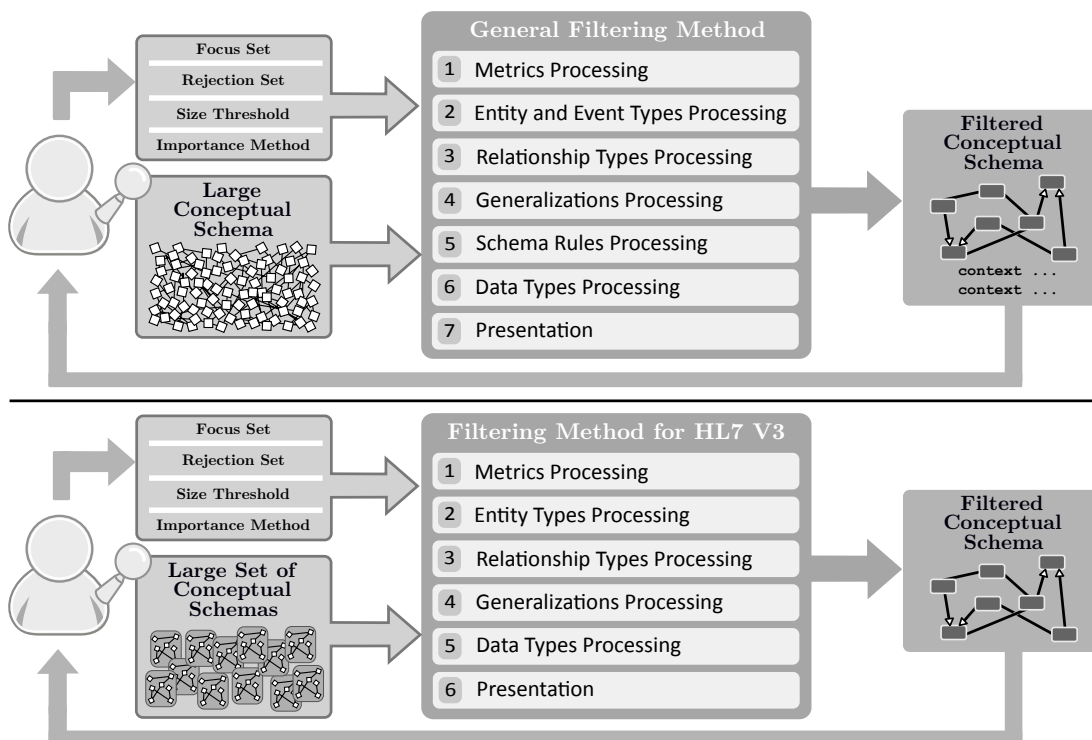 Focus Set
Rejection Set
Size Threshold
Importance Method
Large
Conceptual
Schema
General Filtering Method
1 Metrics Processing
2 Entity and Event Types Processing
3 Relationship Types Processing
4 Generalizations Processing
5 Schema Rules Processing
6 Data Types Processing
7 Presentation
Filtered
Conceptual
Schema
context ...
context ...
Focus Set
Rejection Set
Size Threshold
Importance Method
Large Set of
Conceptual
Schemas
Filtering Method for HL7 V3
1 Metrics Processing
2 Entity Types Processing
3 Relationship Types Processing
4 Generalizations Processing
5 Data Types Processing
6 Presentation
Filtered
Conceptual
Schema